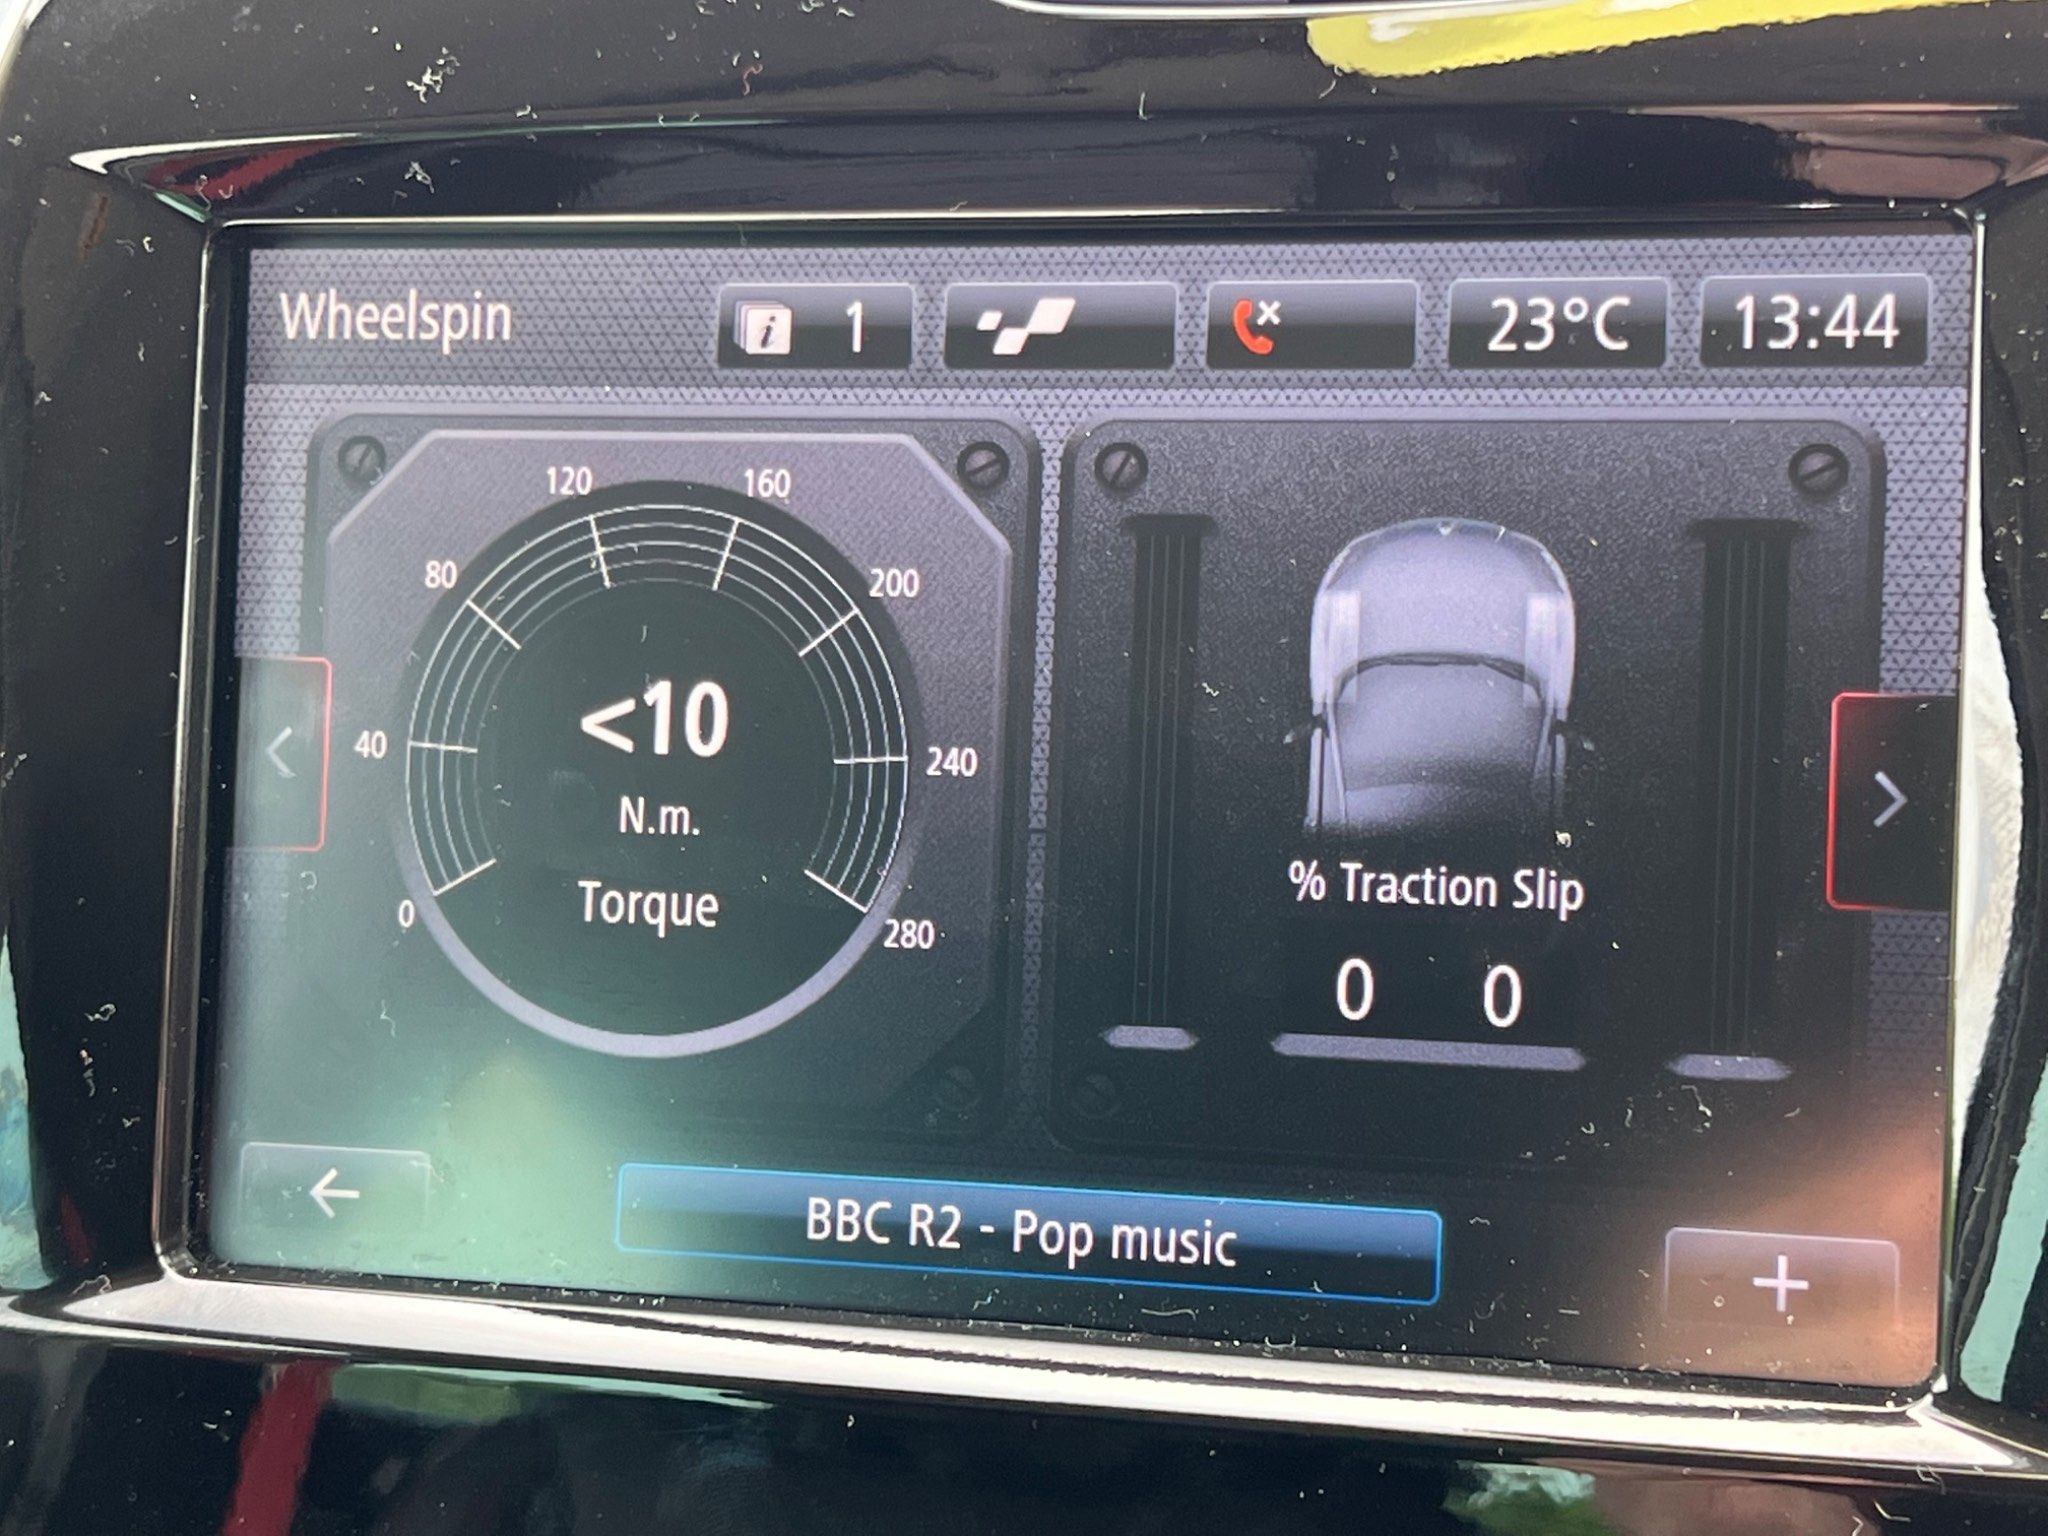 Wheelspin
1
23°C
13:44
120
160
80
200
<10
40
240
N.m.
Torque
0
280
% Traction Slip
0 0
BBC R2 - Pop music